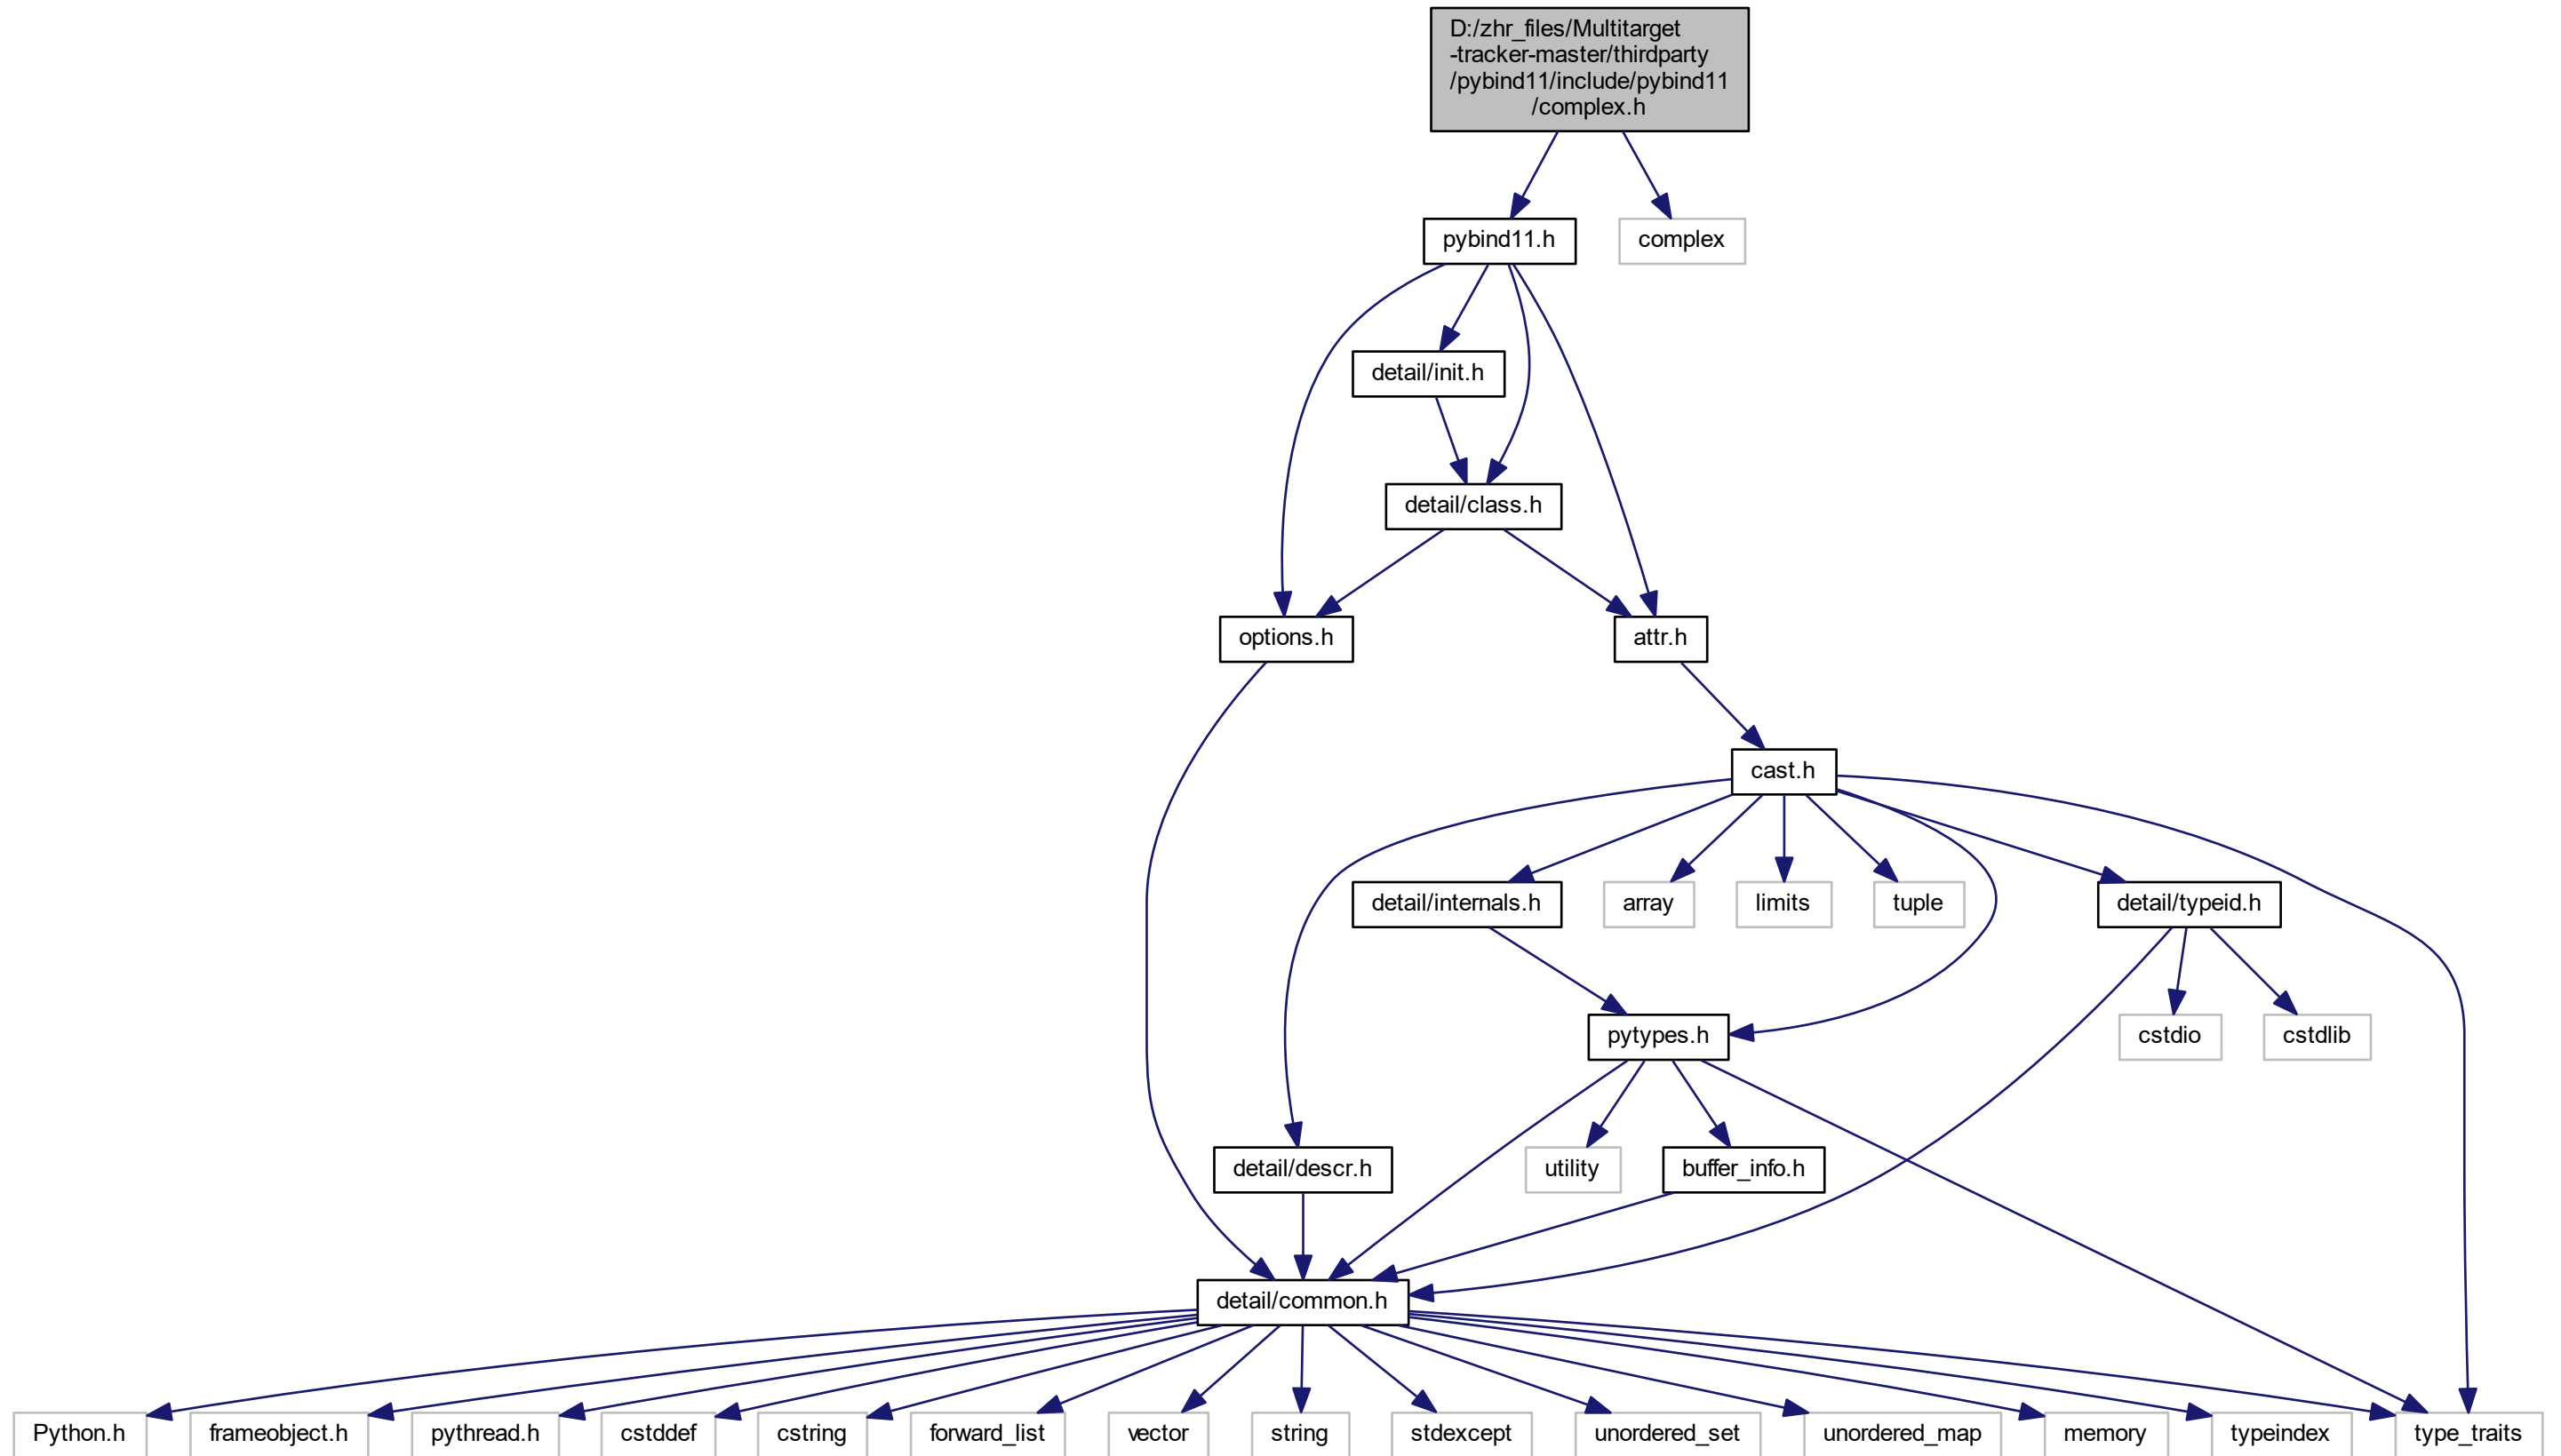 D:/zhr_files/Multitarget
-tracker-master/thirdparty
/pybind11/include/pybind11
/complex.h
pybind11.h
complex
detail/init.h
detail/class.h
options.h
attr.h
cast.h
detail/internals.h
array
limits
tuple
detail/typeid.h
pytypes.h
cstdio
cstdlib
detail/descr.h
utility
buffer_info.h
detail/common.h
Python.h
frameobject.h
pythread.h
cstddef
cstring
forward_list
vector
string
stdexcept
unordered_set
unordered_map
memory
typeindex
type_traits